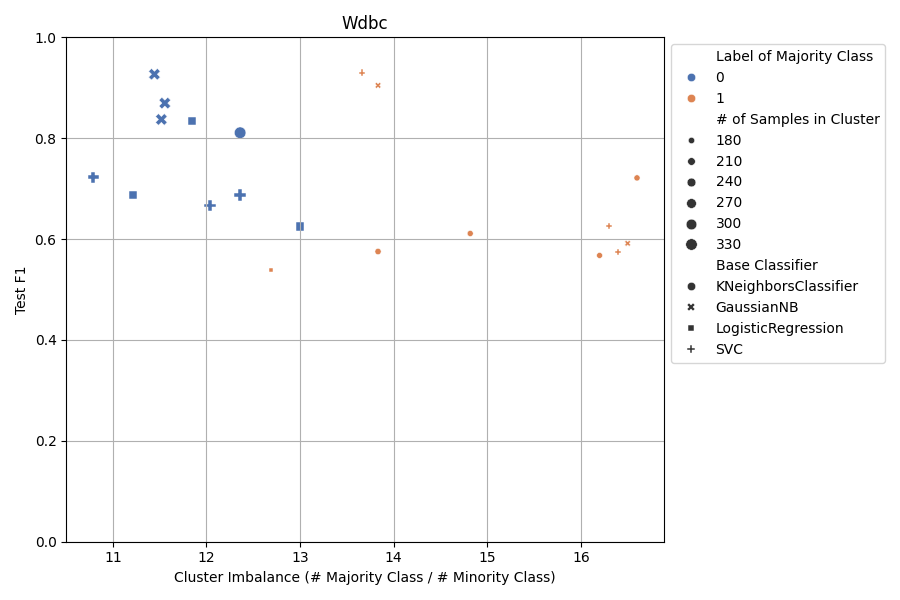 Wdbc
1.0
0.8
0.6
0.4
0.2
0.0
Test F1
11 12 13 14 15 16
Cluster Imbalance (# Majority Class / # Minority Class)
Label of Majority Class
0
1
# of Samples in Cluster
180
210
240
270
300
330
Base Classifier
KNeighborsClassifier
GaussianNB
LogisticRegression
SVC